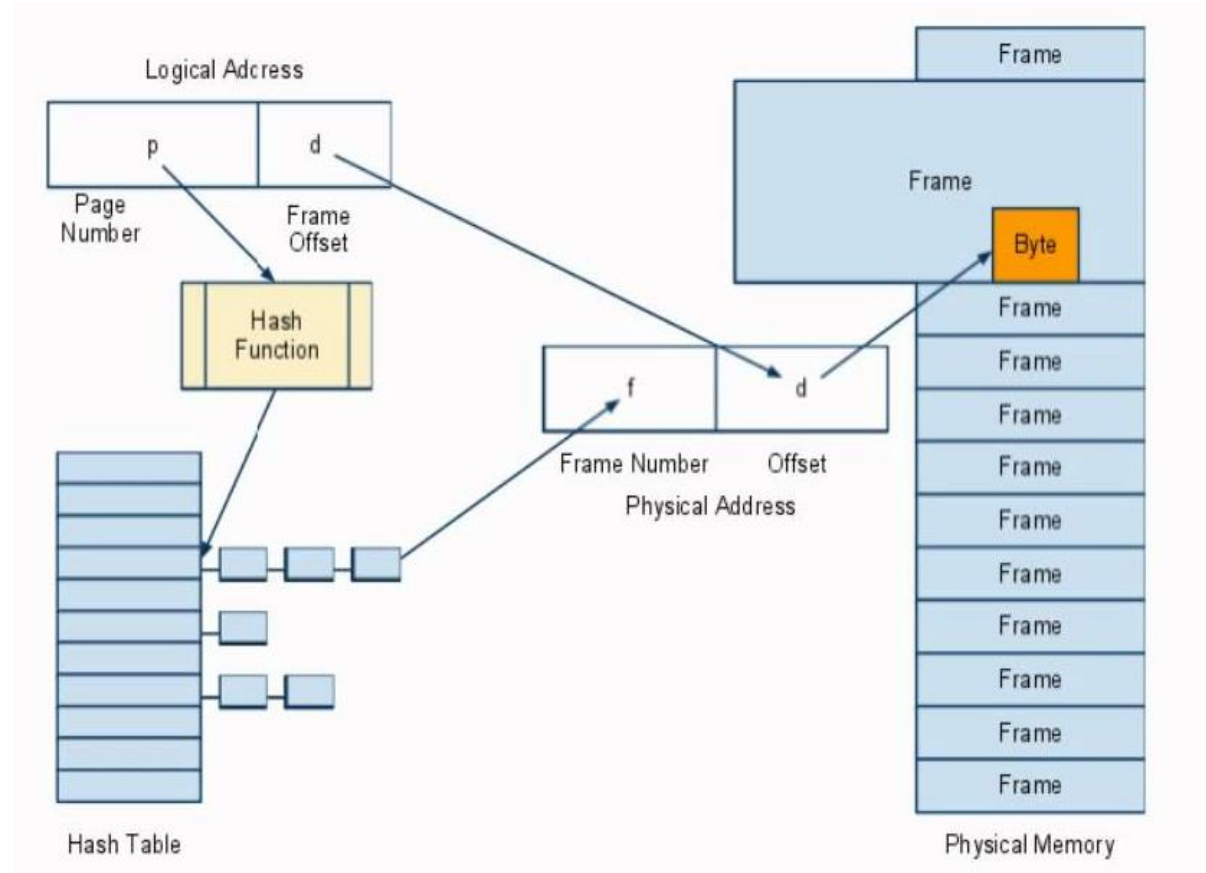 Logical Adcress
p
d
Page
Number
Frame
Offset
Hash
Function
Hash Table
f
d
Frame Number
Offset
Physical Address
Frame
Frame
Byte
Frame
Frame
Frame
Frame
Frame
Frame
Frame
Frame
Frame
Frame
Physical Memory